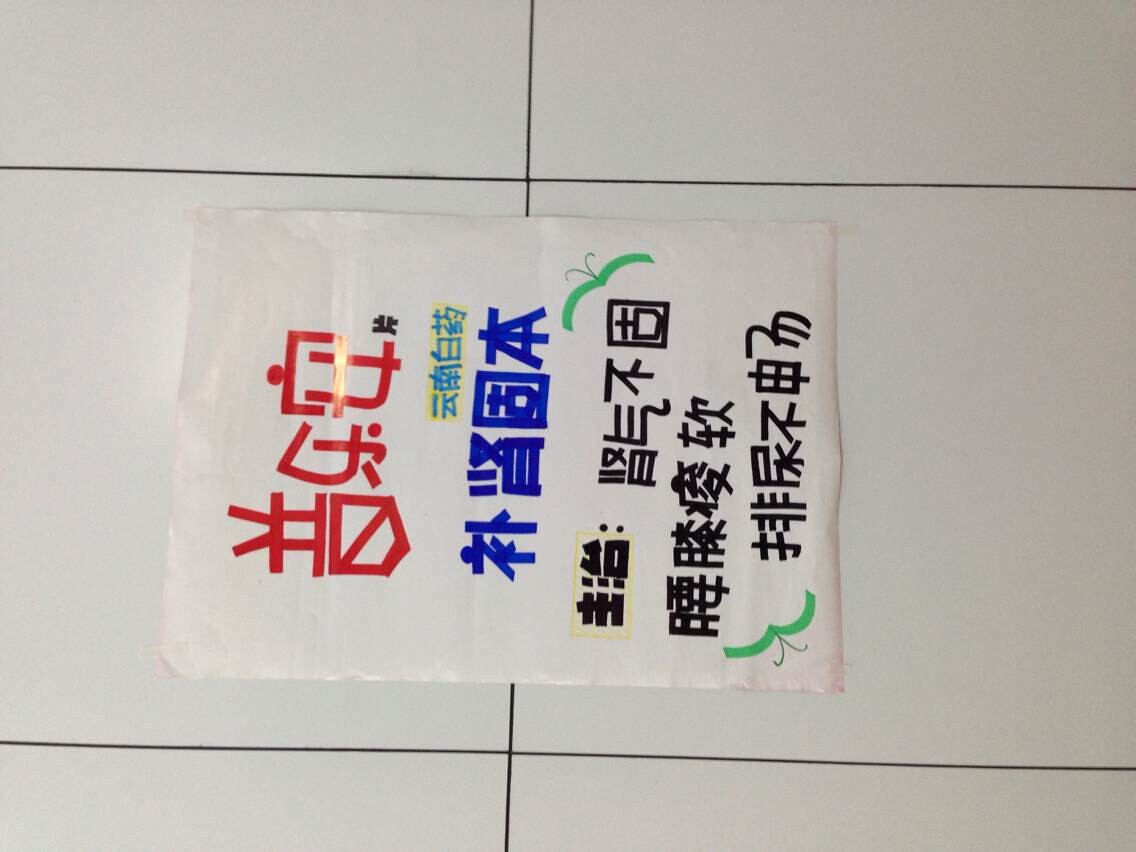 普乐安片
云南白药
补肾固本
主治：肾气不固
腰膝痠软
排尿不畅